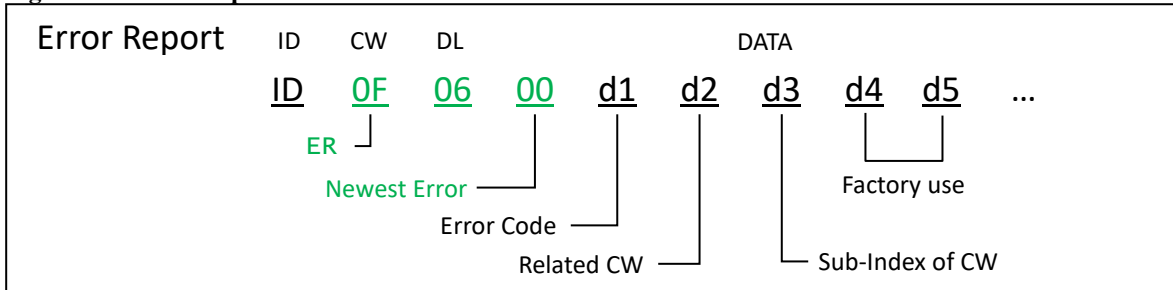 Error Report ID CW DL DATA
ID 0F 06 00 d1 d2 d3 d4 d5 ...
ER
Newest Error Factory use
Error Code
Related CW Sub-Index of CW